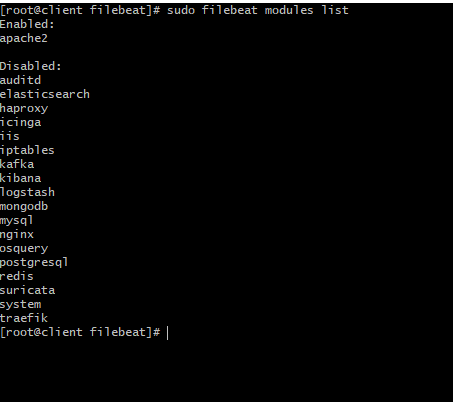 [root@client filebeat]# sudo filebeat modules list
Enabled:
apache2

Disabled:
auditd
elasticsearch
haproxy
icinga
iis
iptables
kafka
kibana
logstash
mongodb
mysql
nginx
osquery
postgresql
redis
suricata
system
traefik
[root@client filebeat]#